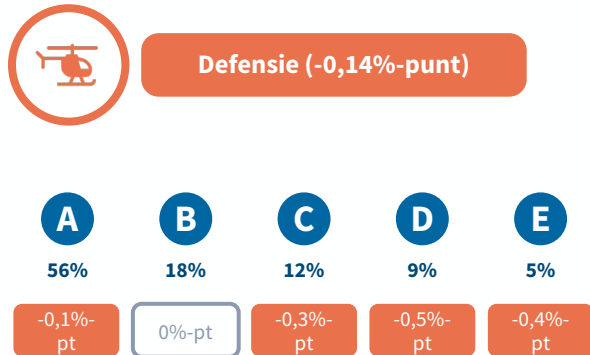 Defensie (-0,14%-punt)
A B C D E
56% 18% 12% 9% 5%
-0,1%- 0%-pt -0,3%- -0,5%- -0,4%-
pt pt pt pt